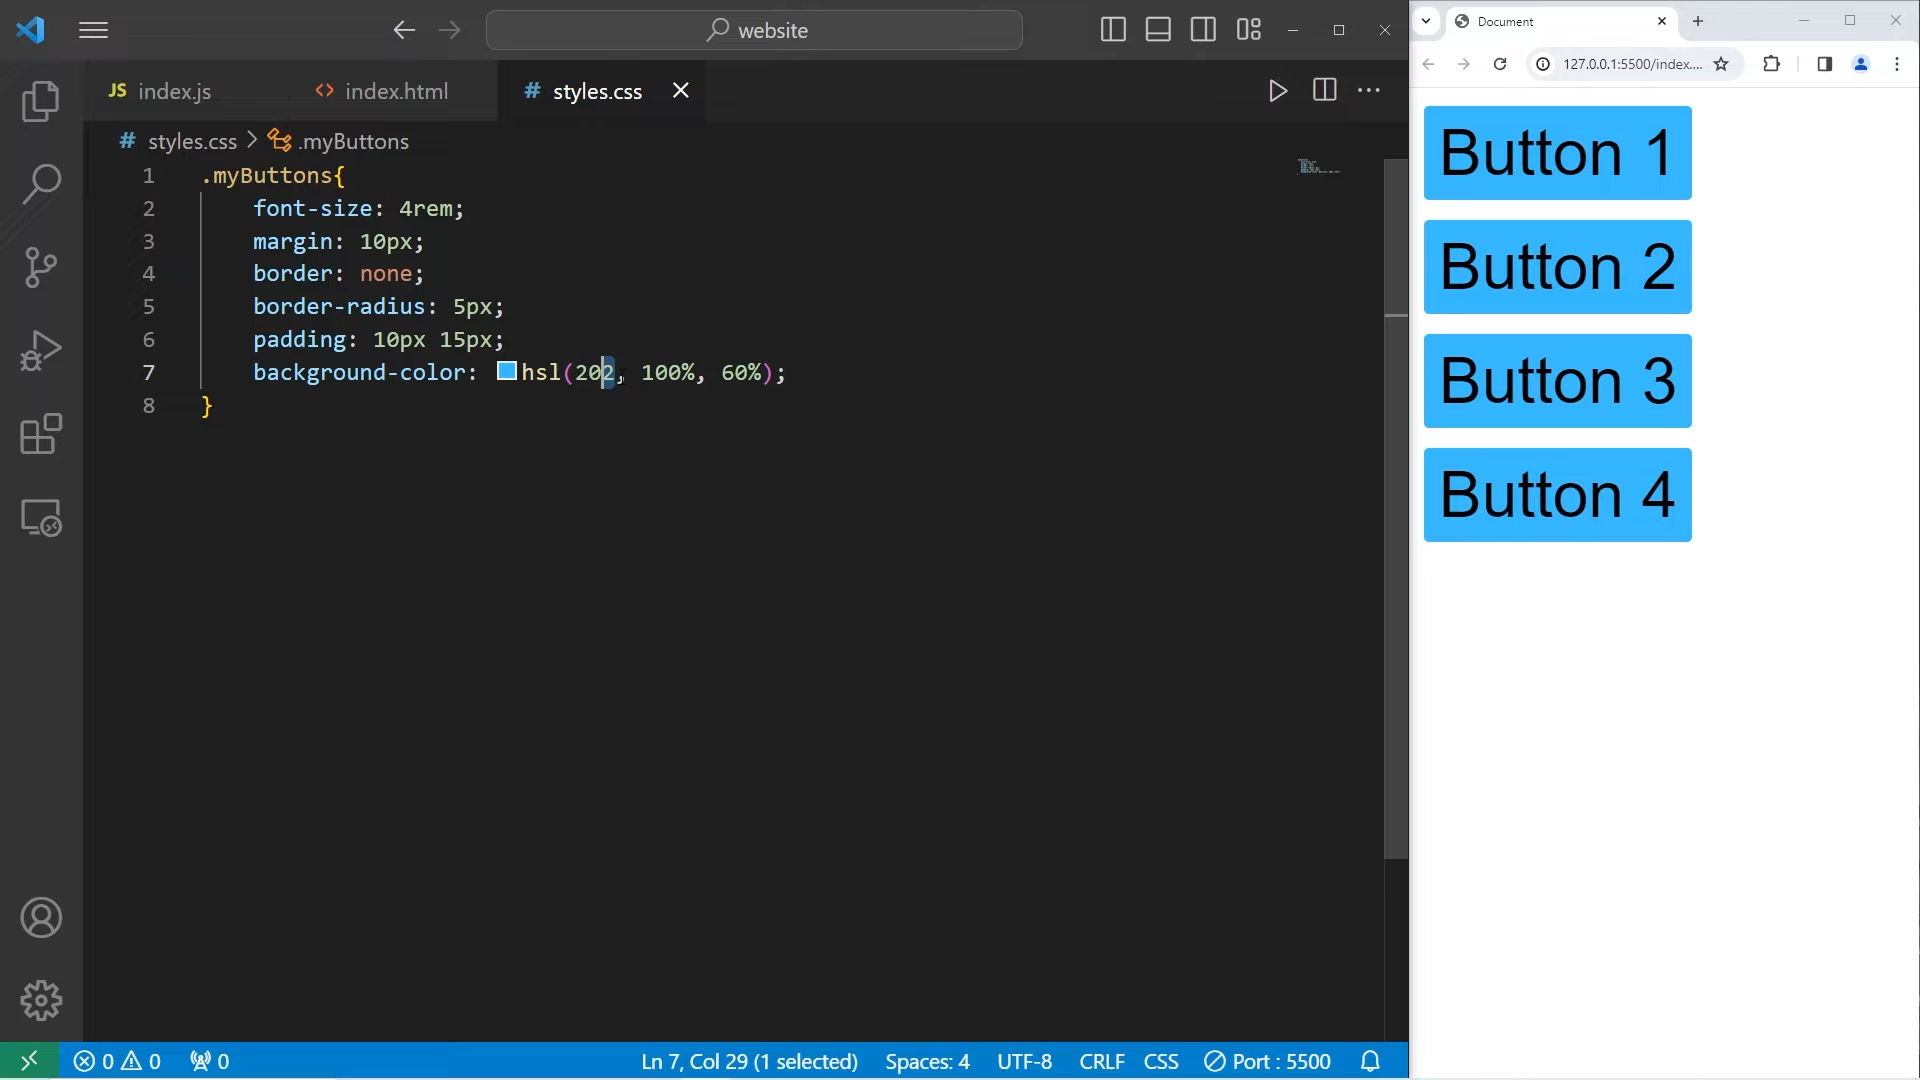 website
JS index.js
<> index.html
# styles.css
# styles.css > .myButtons
1 .myButtons{
2 font-size: 4rem;
3 margin: 10px;
4 border: none;
5 border-radius: 5px;
6 padding: 10px 15px;
7 background-color: hsl(202, 100%, 60%);
8 }
0 0 0
Ln 7, Col 29 (1 selected)
Spaces: 4
UTF-8
CRLF
CSS
Port : 5500
Document
127.0.0.1:5500/index....
Button 1
Button 2
Button 3
Button 4